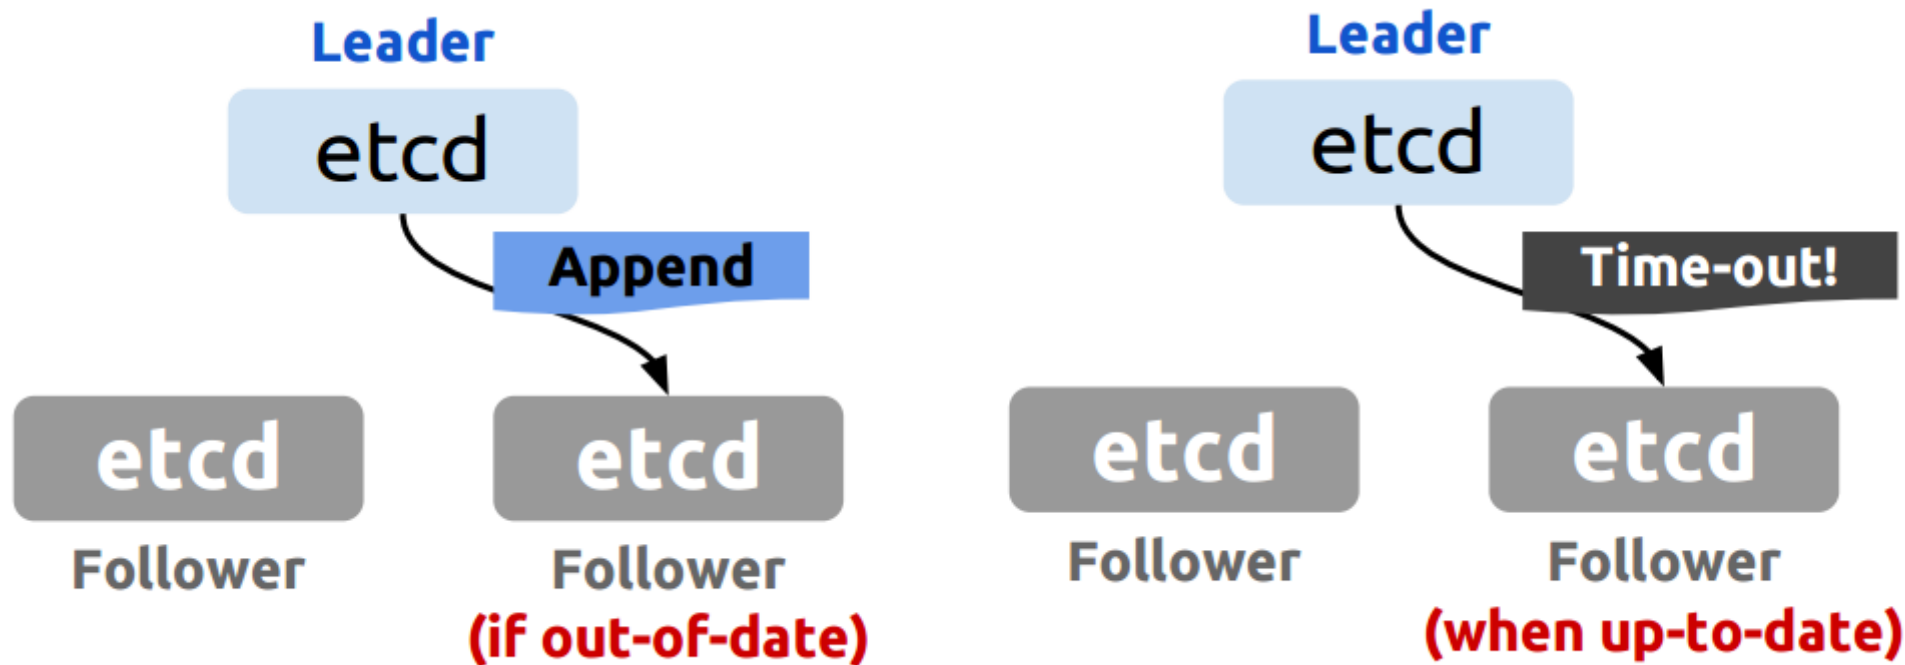 Leader
etcd
Append
etcd
etcd
Follower
Follower
(if out-of-date)
Leader
etcd
Time-out!
etcd
etcd
Follower
Follower
(when up-to-date)